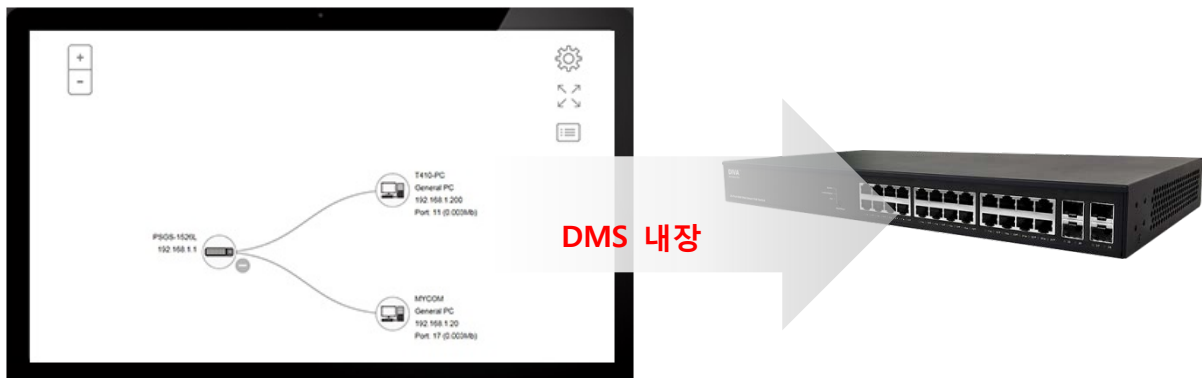 +
-
T410-PC
General PC
192.168.1.200
Port: 11 (0.003Mb)
PSGS-1526L
192.168.1.1
DMS 내장
MYCOM
General PC
192.168.1.20
Port: 17 (0.003Mb)